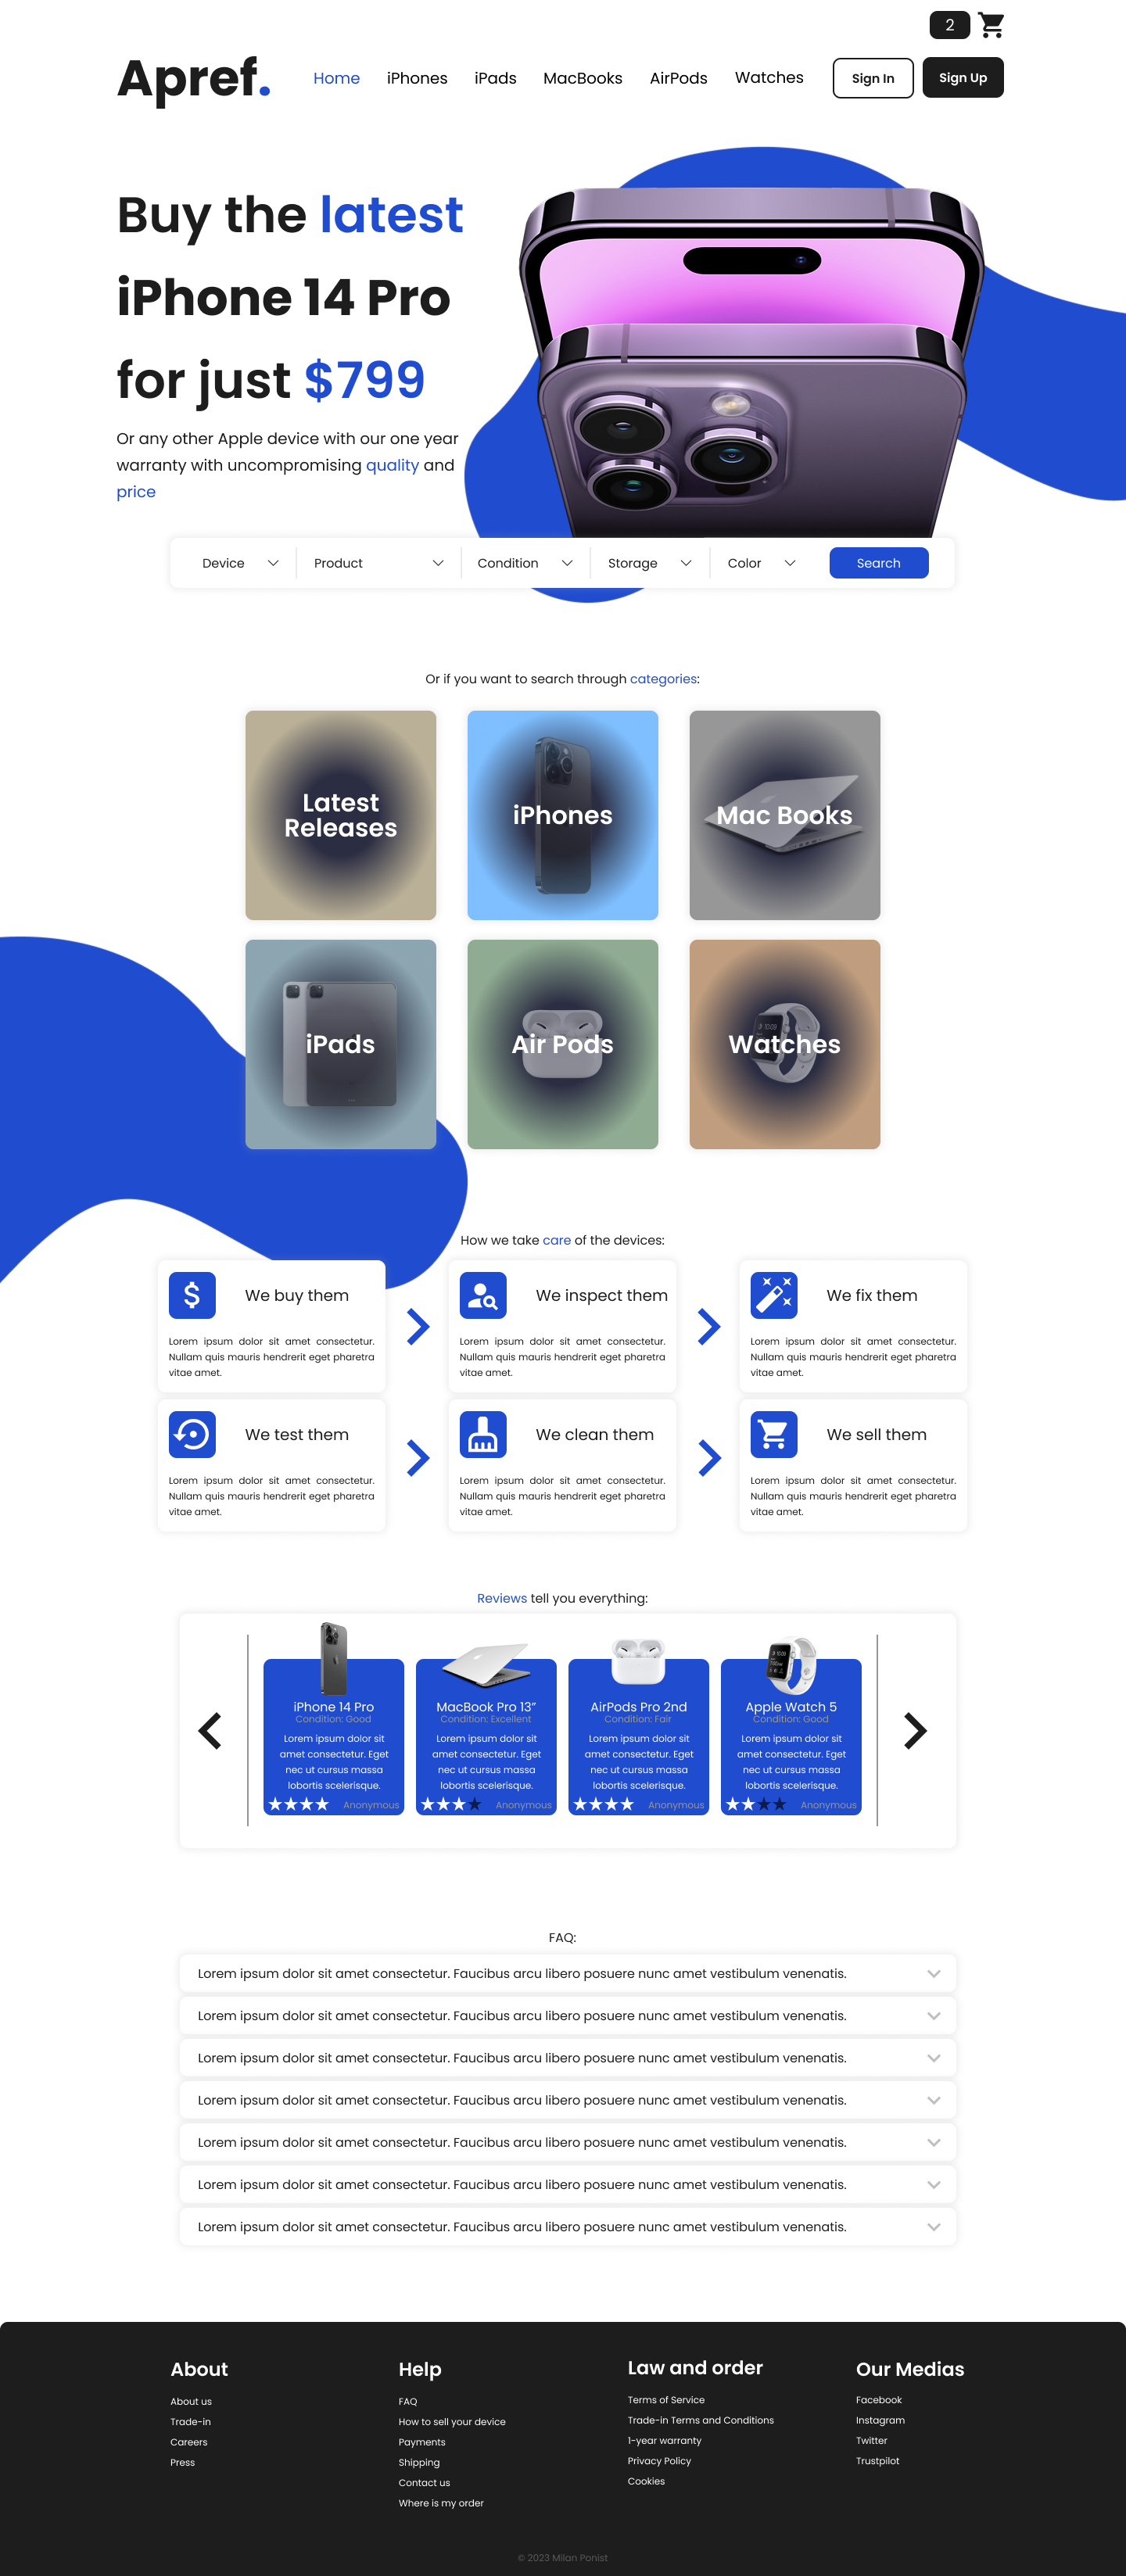 2
Apref.
Home iPhones iPads MacBooks AirPods Watches Sign In Sign Up
Buy the latest
iPhone 14 Pro
for just $799
Or any other Apple device with our one year
warranty with uncompromising quality and
price
Device Product Condition Storage Color Search
Or if you want to search through categories:
Latest
Releases
iPhones
Mac Books
iPads
Air Pods
Watches
How we take care of the devices:
We buy them
Lorem ipsum dolor sit amet consectetur.
Nullam quis mauris hendrerit eget pharetra
vitae amet.
We inspect them
Lorem ipsum dolor sit amet consectetur.
Nullam quis mauris hendrerit eget pharetra
vitae amet.
We fix them
Lorem ipsum dolor sit amet consectetur.
Nullam quis mauris hendrerit eget pharetra
vitae amet.
We test them
Lorem ipsum dolor sit amet consectetur.
Nullam quis mauris hendrerit eget pharetra
vitae amet.
We clean them
Lorem ipsum dolor sit amet consectetur.
Nullam quis mauris hendrerit eget pharetra
vitae amet.
We sell them
Lorem ipsum dolor sit amet consectetur.
Nullam quis mauris hendrerit eget pharetra
vitae amet.
Reviews tell you everything:
iPhone 14 Pro
Condition: Good
Lorem ipsum dolor sit
amet consectetur. Eget
nec ut cursus massa
lobortis scelerisque.
Anonymous
MacBook Pro 13”
Condition: Excellent
Lorem ipsum dolor sit
amet consectetur. Eget
nec ut cursus massa
lobortis scelerisque.
Anonymous
AirPods Pro 2nd
Condition: Fair
Lorem ipsum dolor sit
amet consectetur. Eget
nec ut cursus massa
lobortis scelerisque.
Anonymous
Apple Watch 5
Condition: Good
Lorem ipsum dolor sit
amet consectetur. Eget
nec ut cursus massa
lobortis scelerisque.
Anonymous
FAQ:
Lorem ipsum dolor sit amet consectetur. Faucibus arcu libero posuere nunc amet vestibulum venenatis.
Lorem ipsum dolor sit amet consectetur. Faucibus arcu libero posuere nunc amet vestibulum venenatis.
Lorem ipsum dolor sit amet consectetur. Faucibus arcu libero posuere nunc amet vestibulum venenatis.
Lorem ipsum dolor sit amet consectetur. Faucibus arcu libero posuere nunc amet vestibulum venenatis.
Lorem ipsum dolor sit amet consectetur. Faucibus arcu libero posuere nunc amet vestibulum venenatis.
Lorem ipsum dolor sit amet consectetur. Faucibus arcu libero posuere nunc amet vestibulum venenatis.
Lorem ipsum dolor sit amet consectetur. Faucibus arcu libero posuere nunc amet vestibulum venenatis.
About
About us
Trade-in
Careers
Press
Help
FAQ
How to sell your device
Payments
Shipping
Contact us
Where is my order
Law and order
Terms of Service
Trade-in Terms and Conditions
1-year warranty
Privacy Policy
Cookies
Our Medias
Facebook
Instagram
Twitter
Trustpilot
© 2023 Milan Ponist